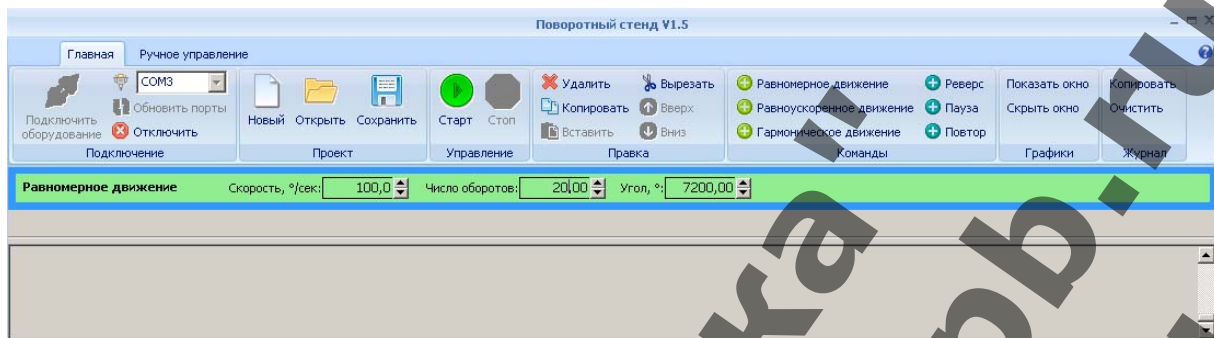 Поворотный стенд V1.5
Главная Ручное управление
Подключить оборудование
COM3
Обновить порты
Отключить
Подключение
Новый Открыть Сохранить
Проект
Старт Стоп
Управление
Удалить Вырезать
Копировать Вверх
Вставить Вниз
Правка
Равномерное движение Реверс
Равноускоренное движение Пауза
Гармоническое движение Повтор
Команды
Показать окно
Скрыть окно
Графики
Копировать
Очистить
Журнал
Равномерное движение Скорость, °/сек: 100,0 Число оборотов: 20,00 Угол, °: 7200,00